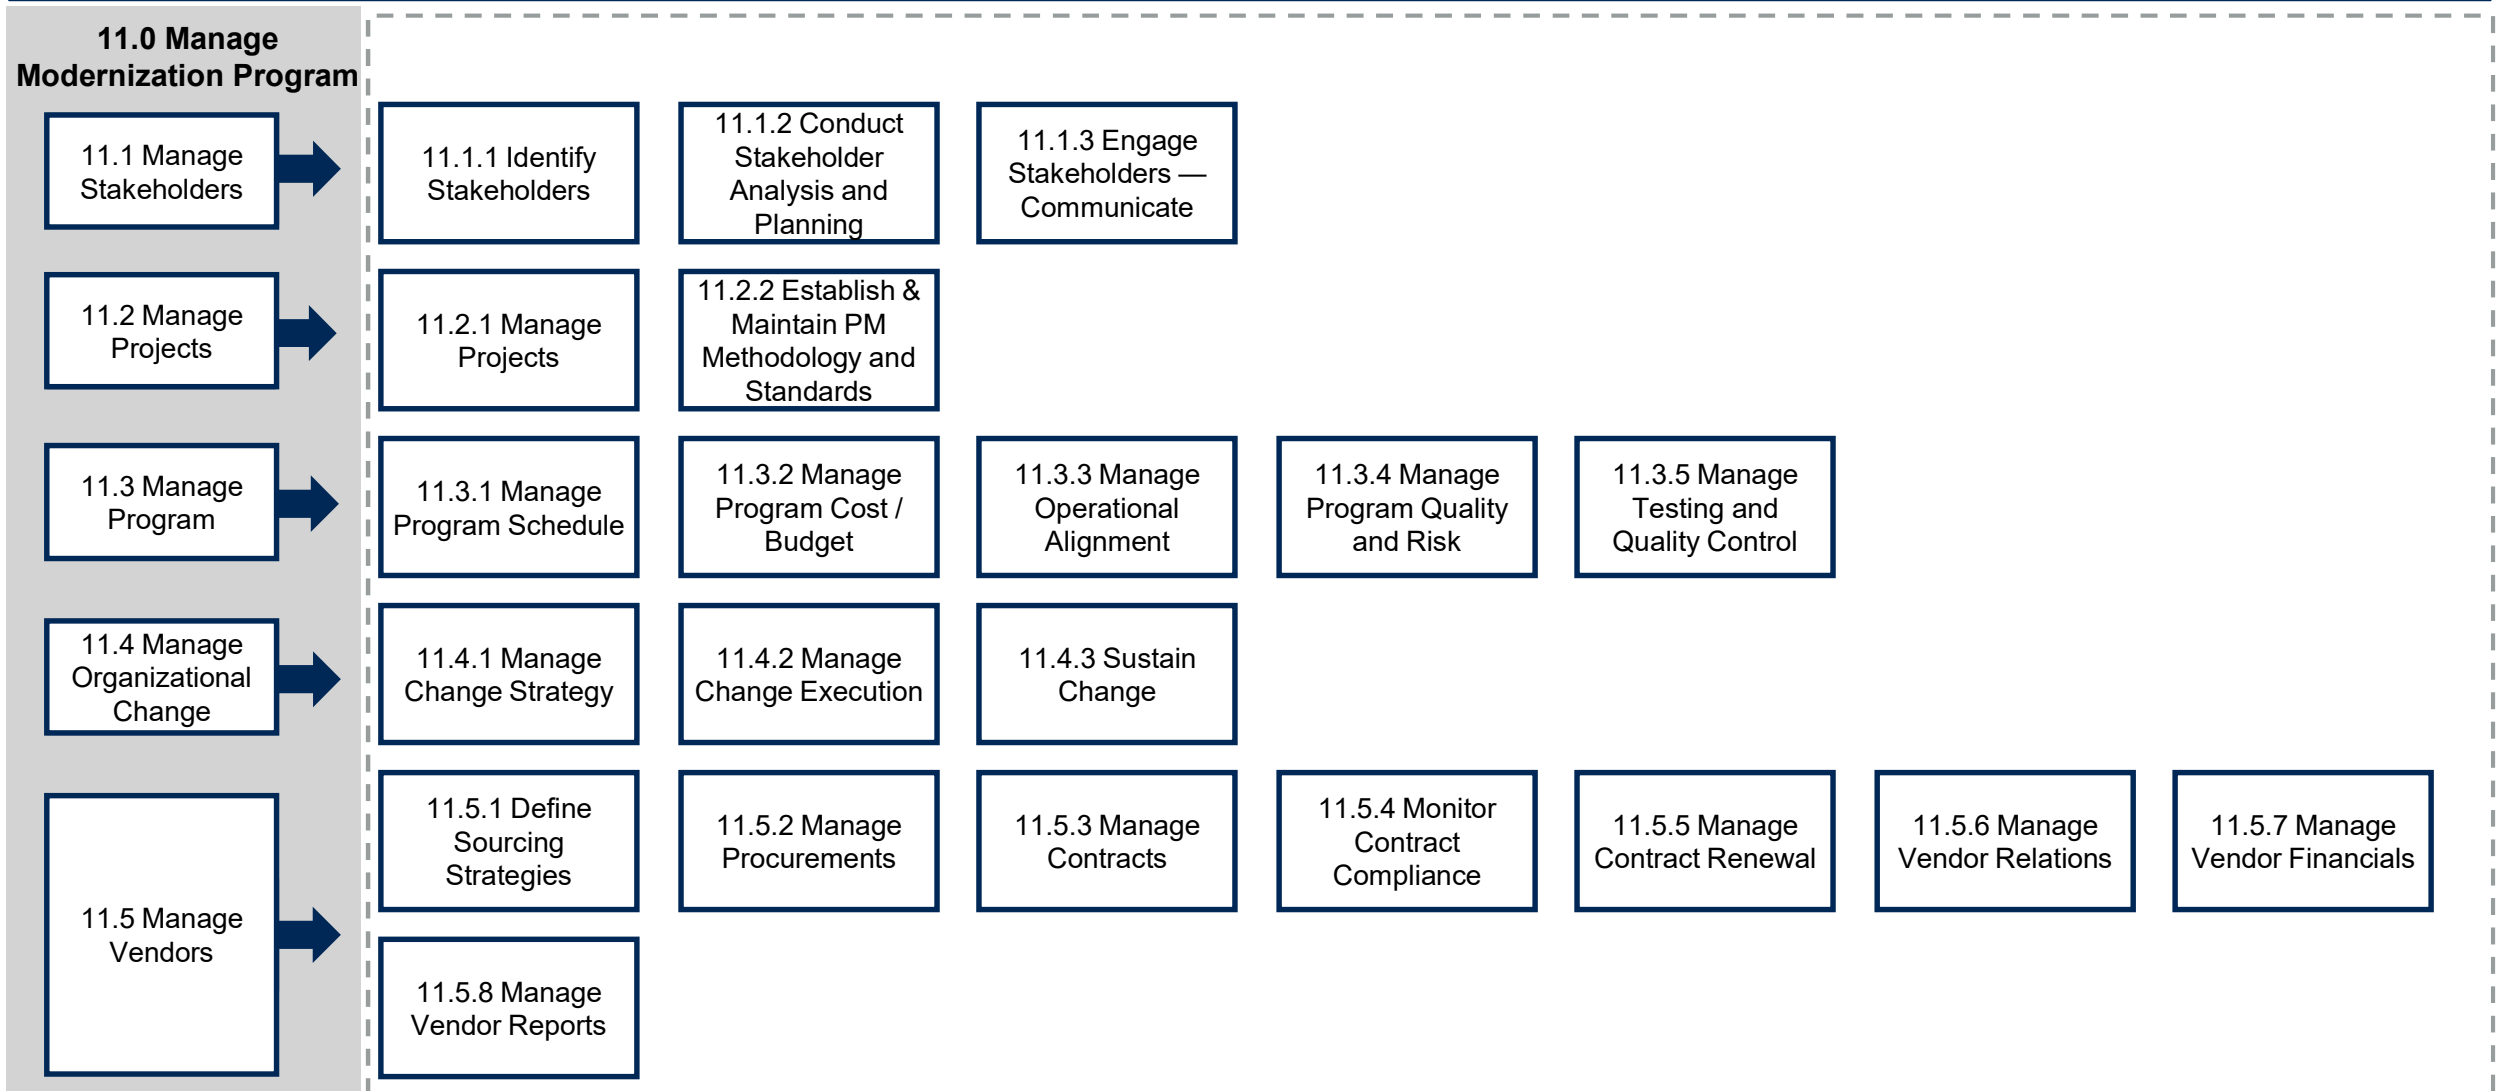 11.0 Manage
Modernization Program
11.1 Manage
Stakeholders
11.1.1 Identify
Stakeholders
11.1.2 Conduct
Stakeholder
Analysis and
Planning
11.1.3 Engage
Stakeholders —
Communicate
11.2 Manage
Projects
11.2.1 Manage
Projects
11.2.2 Establish &
Maintain PM
Methodology and
Standards
11.3 Manage
Program
11.3.1 Manage
Program Schedule
11.3.2 Manage
Program Cost /
Budget
11.3.3 Manage
Operational
Alignment
11.3.4 Manage
Program Quality
and Risk
11.3.5 Manage
Testing and
Quality Control
11.4 Manage
Organizational
Change
11.4.1 Manage
Change Strategy
11.4.2 Manage
Change Execution
11.4.3 Sustain
Change
11.5 Manage
Vendors
11.5.1 Define
Sourcing
Strategies
11.5.2 Manage
Procurements
11.5.3 Manage
Contracts
11.5.4 Monitor
Contract
Compliance
11.5.5 Manage
Contract Renewal
11.5.6 Manage
Vendor Relations
11.5.7 Manage
Vendor Financials
11.5.8 Manage
Vendor Reports